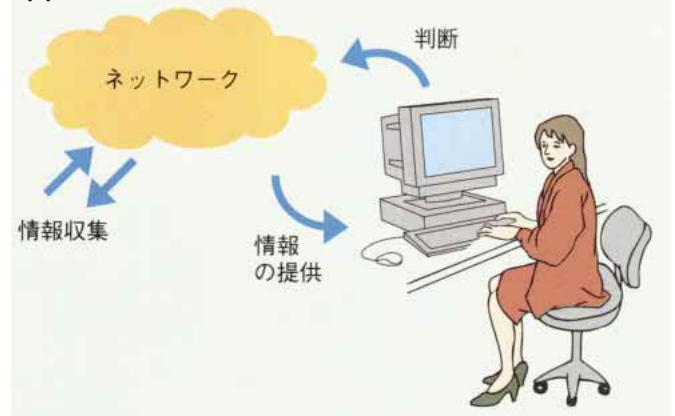 判断
ネットワーク
情報収集
情報
の提供